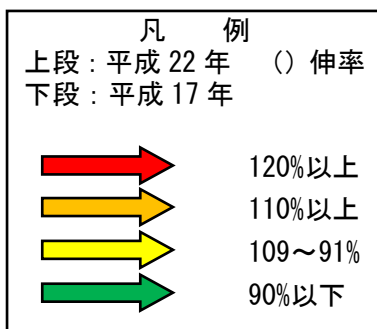 凡　例
上段：平成 22 年　（）伸率
下段：平成 17 年
120%以上
110%以上
109～91%
90%以下